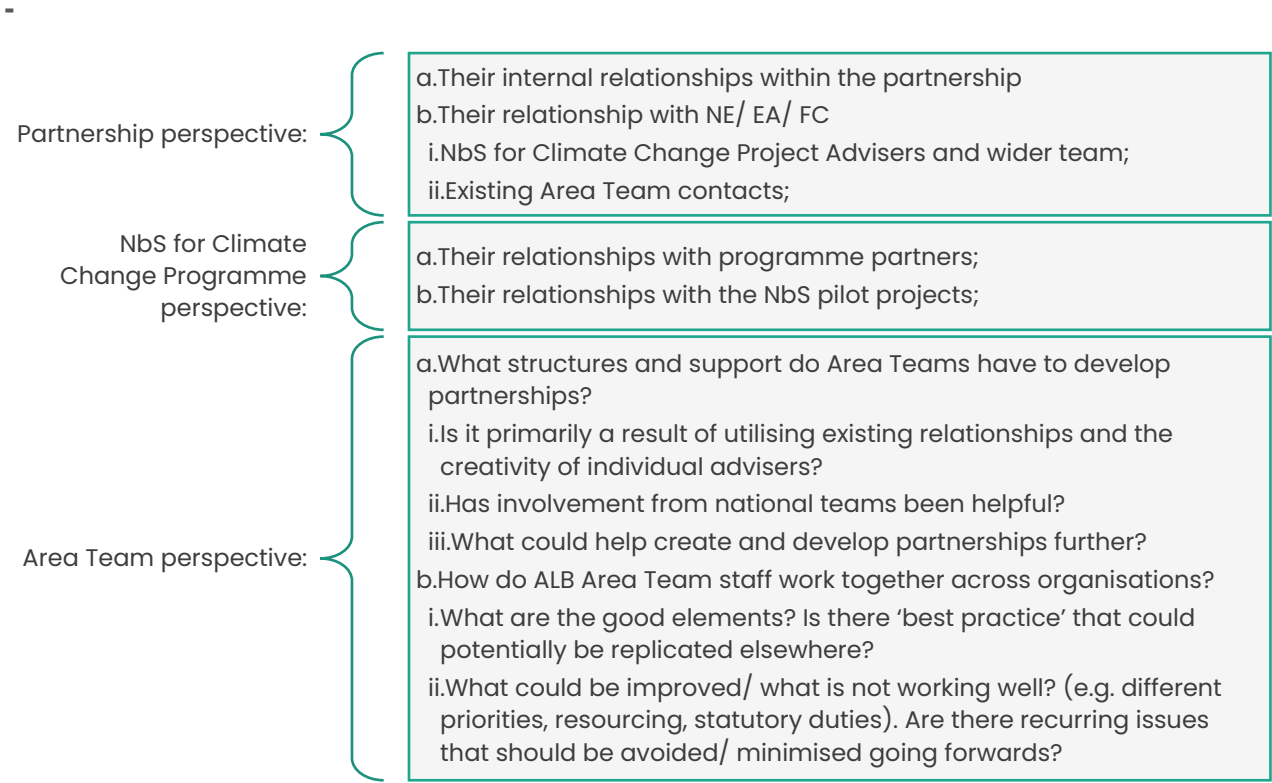 -
Partnership perspective:
a.Their internal relationships within the partnership
b.Their relationship with NE/ EA/ FC
i.NbS for Climate Change Project Advisers and wider team;
ii.Existing Area Team contacts;
NbS for Climate
Change Programme
perspective:
a.Their relationships with programme partners;
b.Their relationships with the NbS pilot projects;
Area Team perspective:
a.What structures and support do Area Teams have to develop
partnerships?
i.Is it primarily a result of utilising existing relationships and the
creativity of individual advisers?
ii.Has involvement from national teams been helpful?
iii.What could help create and develop partnerships further?
b.How do ALB Area Team staff work together across organisations?
i.What are the good elements? Is there ‘best practice’ that could
potentially be replicated elsewhere?
ii.What could be improved/ what is not working well? (e.g. different
priorities, resourcing, statutory duties). Are there recurring issues
that should be avoided/ minimised going forwards?